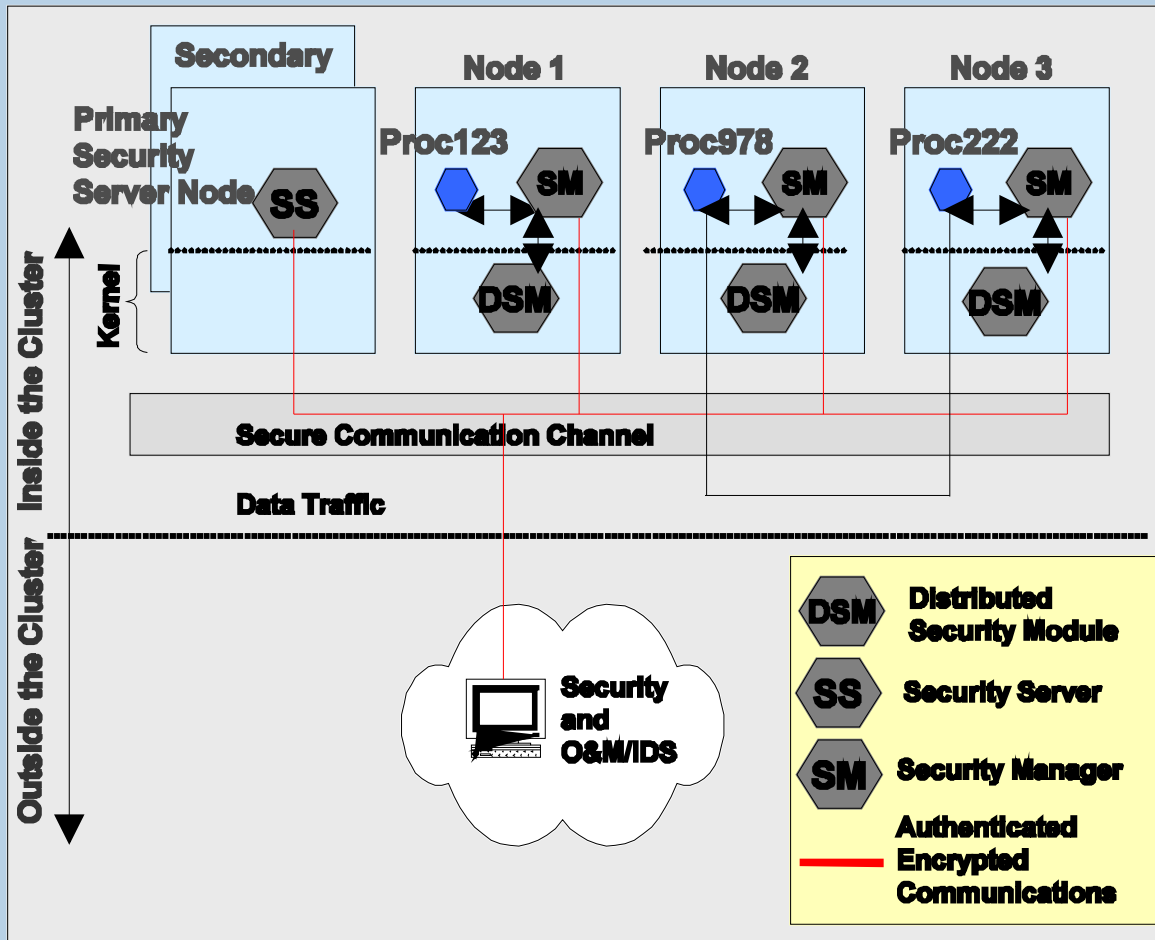 Secondary
Primary
Security
Server Node
SS
Node 1
Proc123
SM
DSM
Node 2
Proc978
SM
DSM
Node 3
Proc222
SM
DSM
Kernel
Inside the Cluster
Secure Communication Channel
Data Traffic
Outside the Cluster
Security
and
O&M/IDS
DSM
Distributed
Security Module
SS
Security Server
SM
Security Manager
Authenticated
Encrypted
Communications